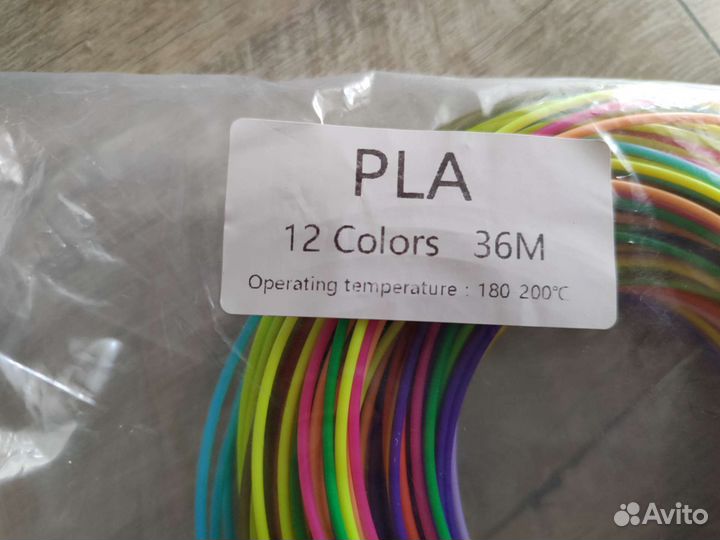 PLA
12 Colors 36M
Operating temperature : 180 200℃
Avito